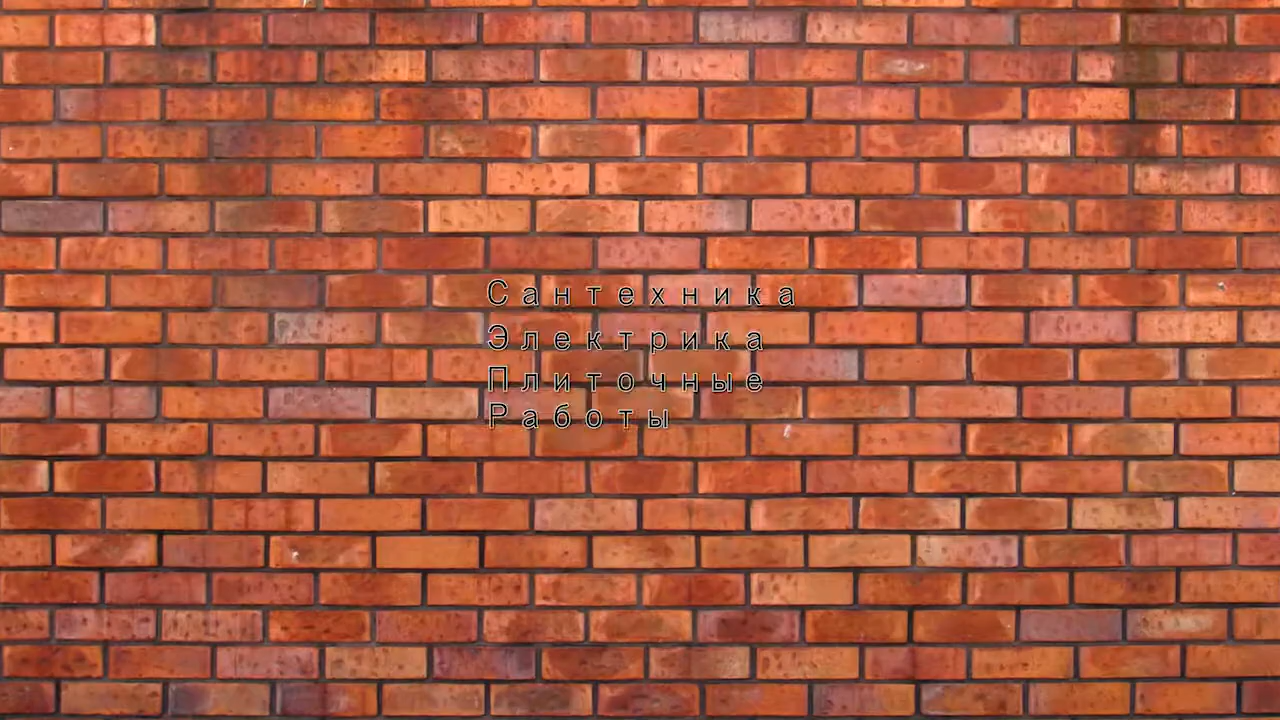 Сантехника
Электрика
Плиточные
Работы